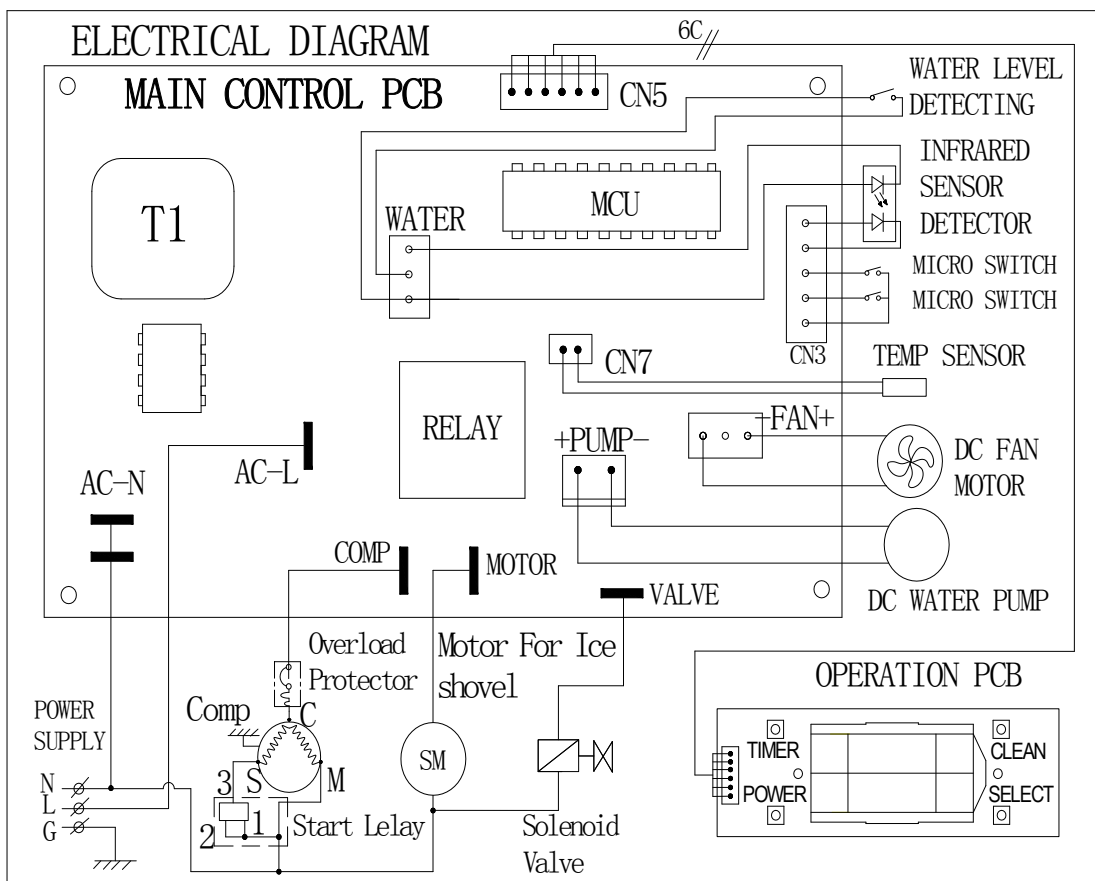 ELECTRICAL DIAGRAM
6C
MAIN CONTROL PCB
CN5
WATER LEVEL
DETECTING
INFRARED
SENSOR
DETECTOR
T1
MCU
WATER
MICRO SWITCH
MICRO SWITCH
CN3
CN7
TEMP SENSOR
RELAY
-FAN+
+PUMP-
DC FAN
MOTOR
AC-L
AC-N
COMP
MOTOR
VALVE
DC WATER PUMP
Overload
Protector
Motor For Ice
shovel
OPERATION PCB
Comp
C
POWER
SUPPLY
SM
TIMER
CLEAN
N
3
S
M
L
POWER
SELECT
G
2
1
Start Lelay
Solenoid
Valve